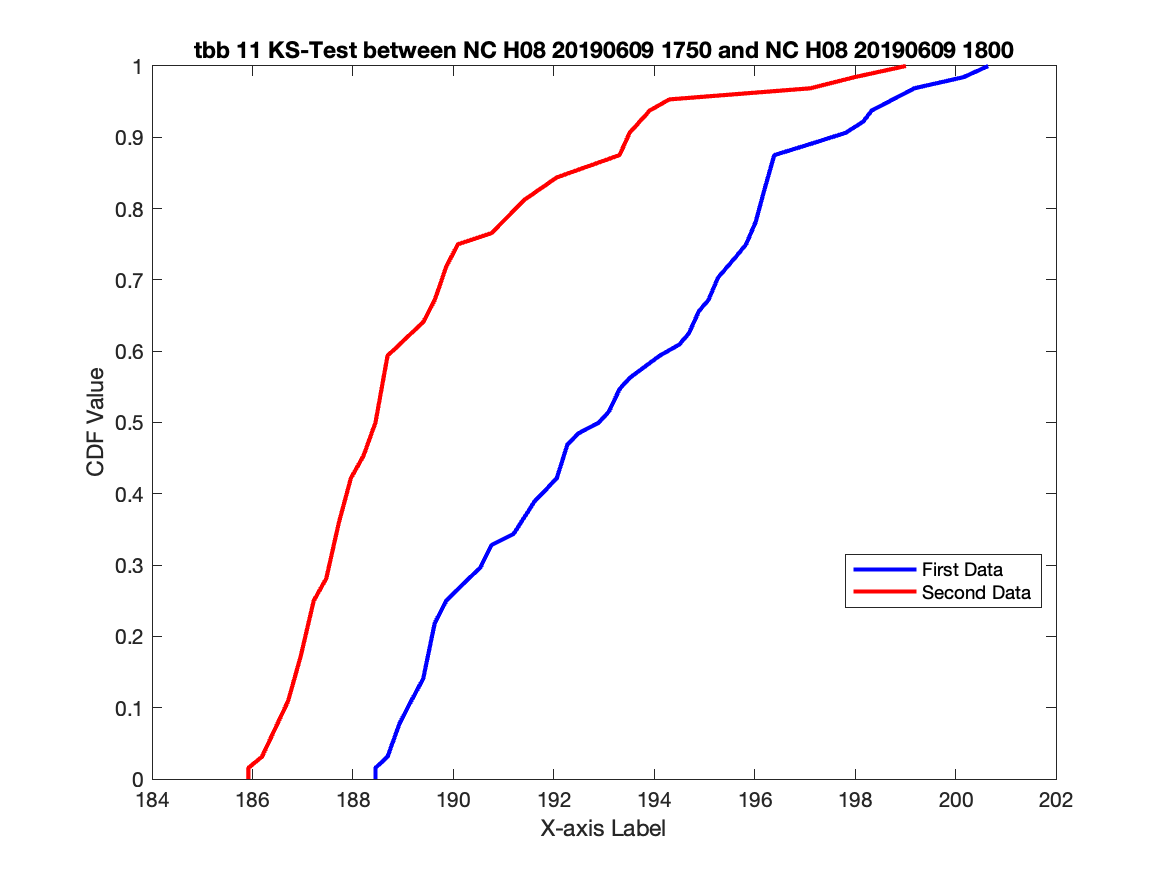 tbb 11 KS-Test between NC H08 20190609 1750 and NC H08 20190609 1800
1
0.9
0.8
0.7
0.6
0.5
0.4
0.3
0.2
0.1
0
CDF Value
First Data
Second Data
184 186 188 190 192 194 196 198 200 202
X-axis Label